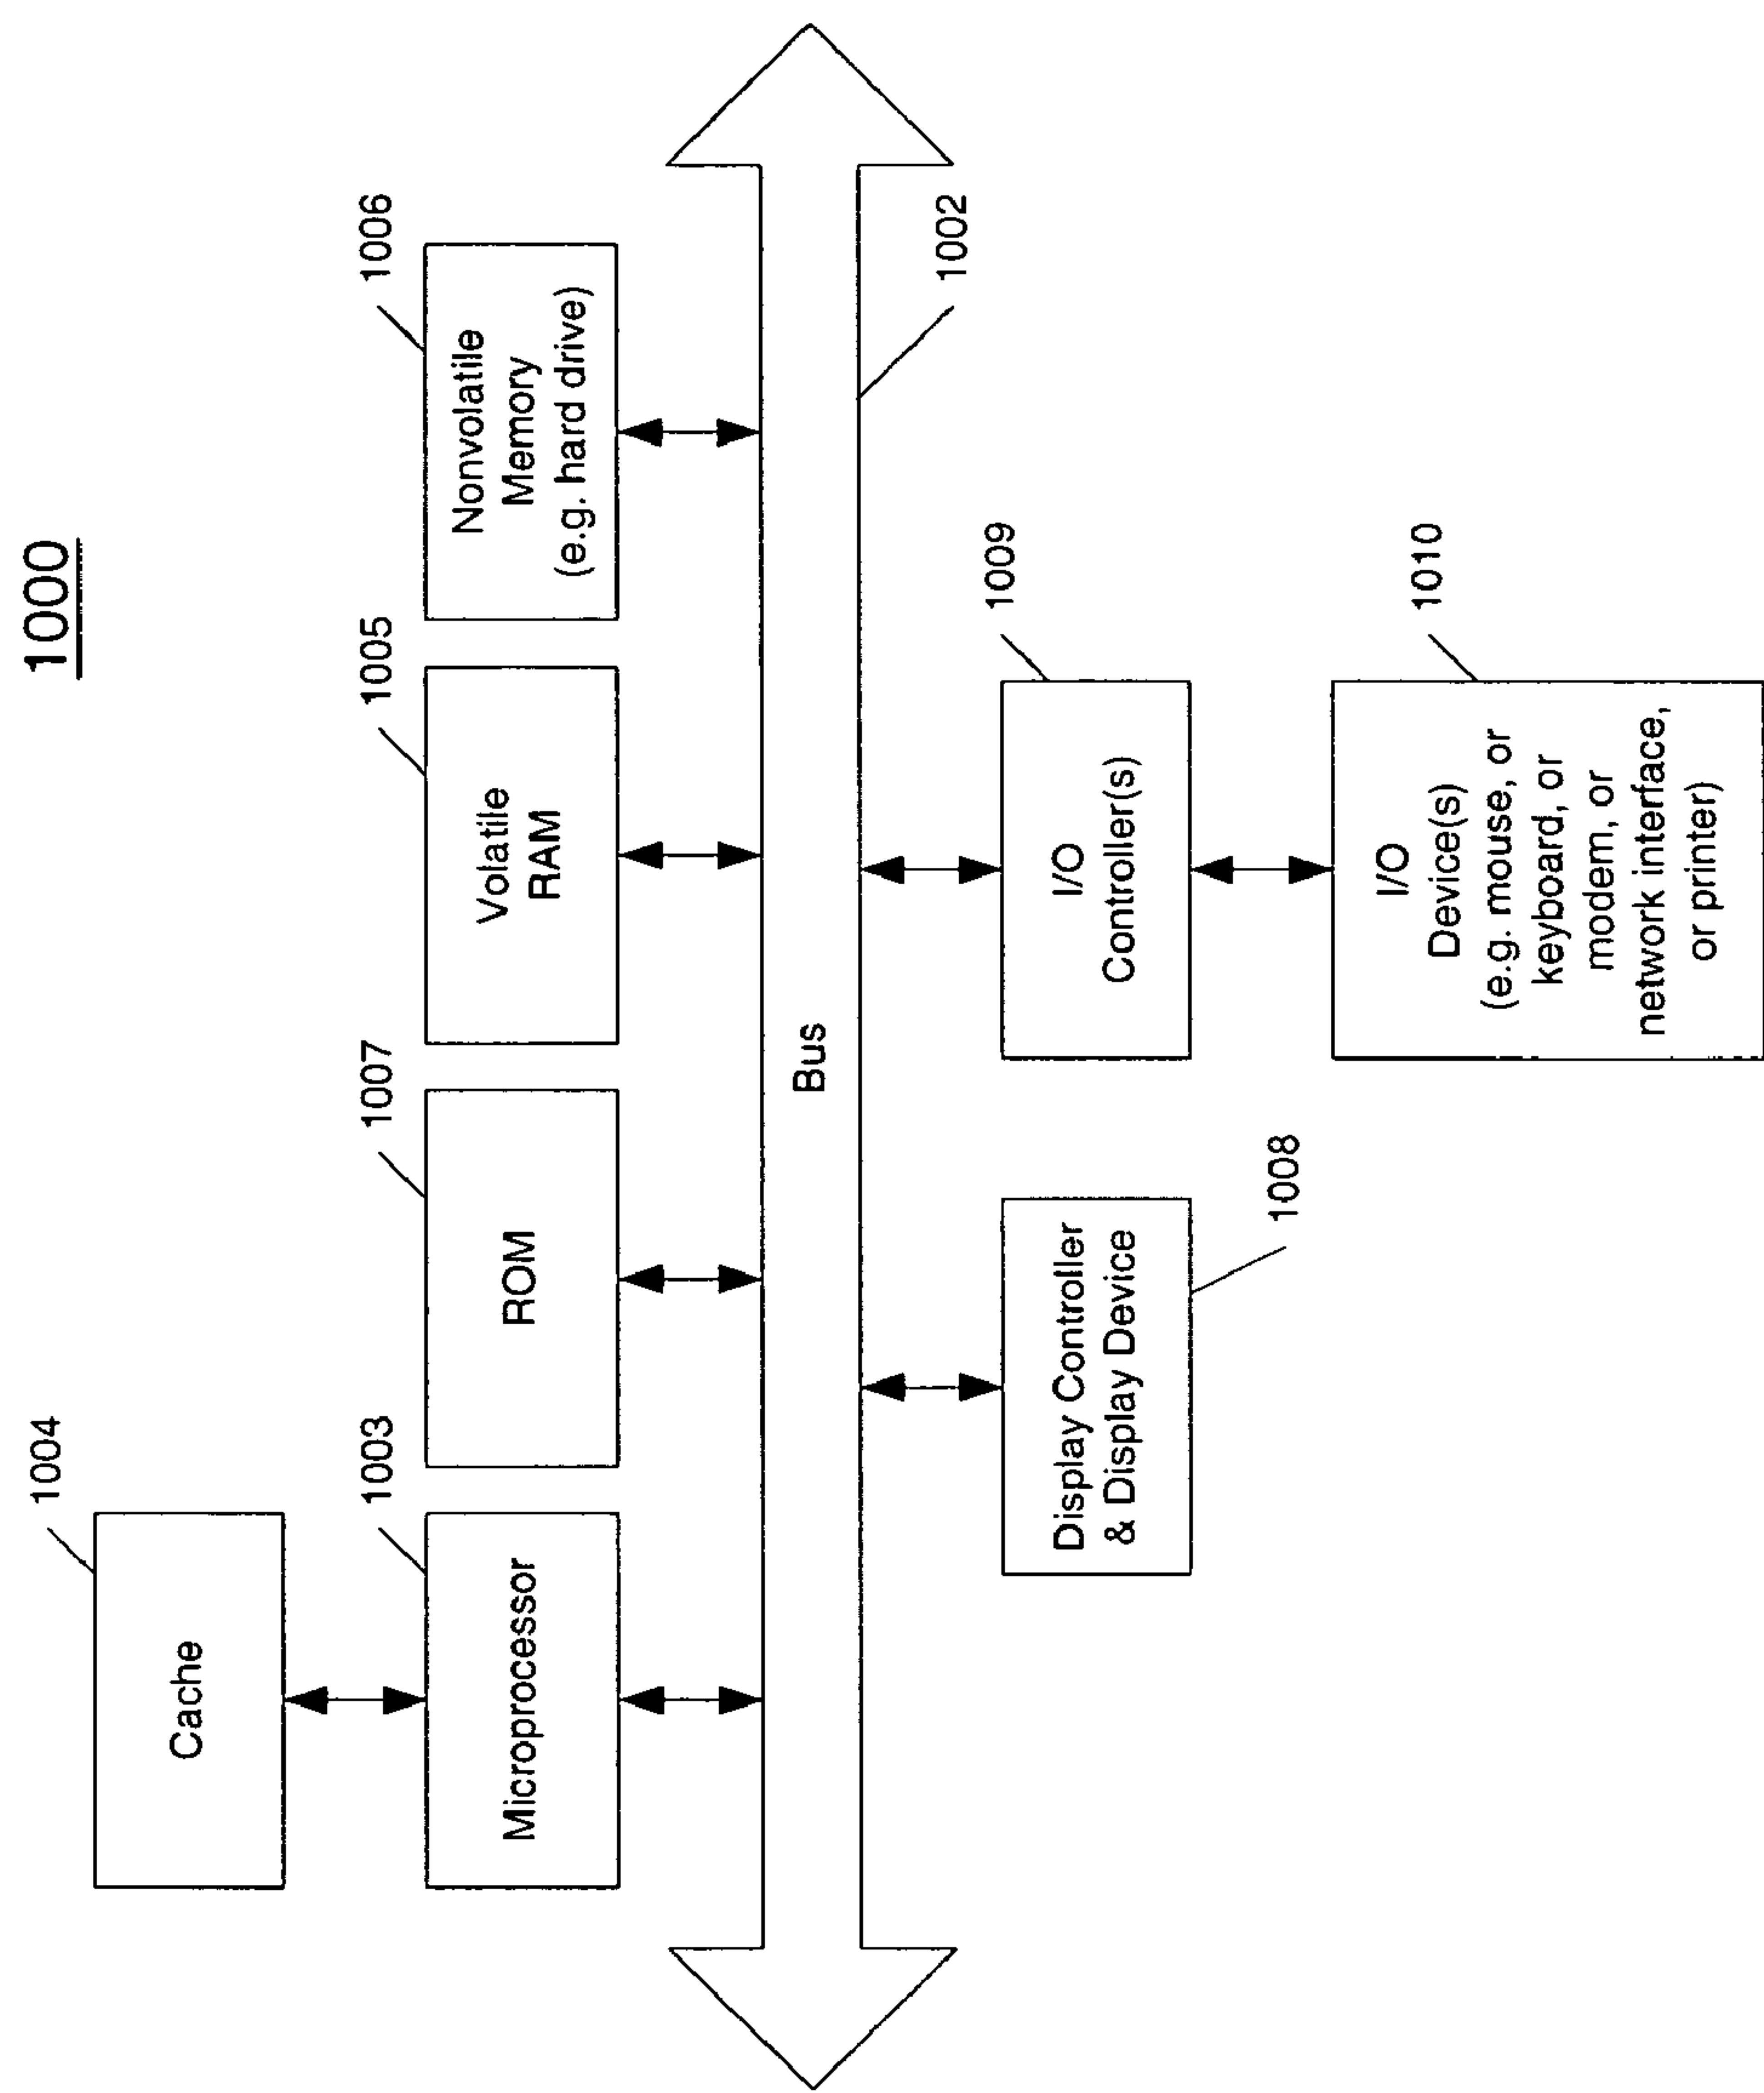 1000
1004
Cache
1003
Microprocessor
1007
ROM
1005
Volatile
RAM
1006
Nonvolatile
Memory
(e.g. hard drive)
Bus
1002
Display Controller
& Display Device
1008
I/O
Controller(s)
1009
I/O
Device(s)
(e.g. mouse, or
keyboard, or
modem, or
network interface,
or printer)
1010